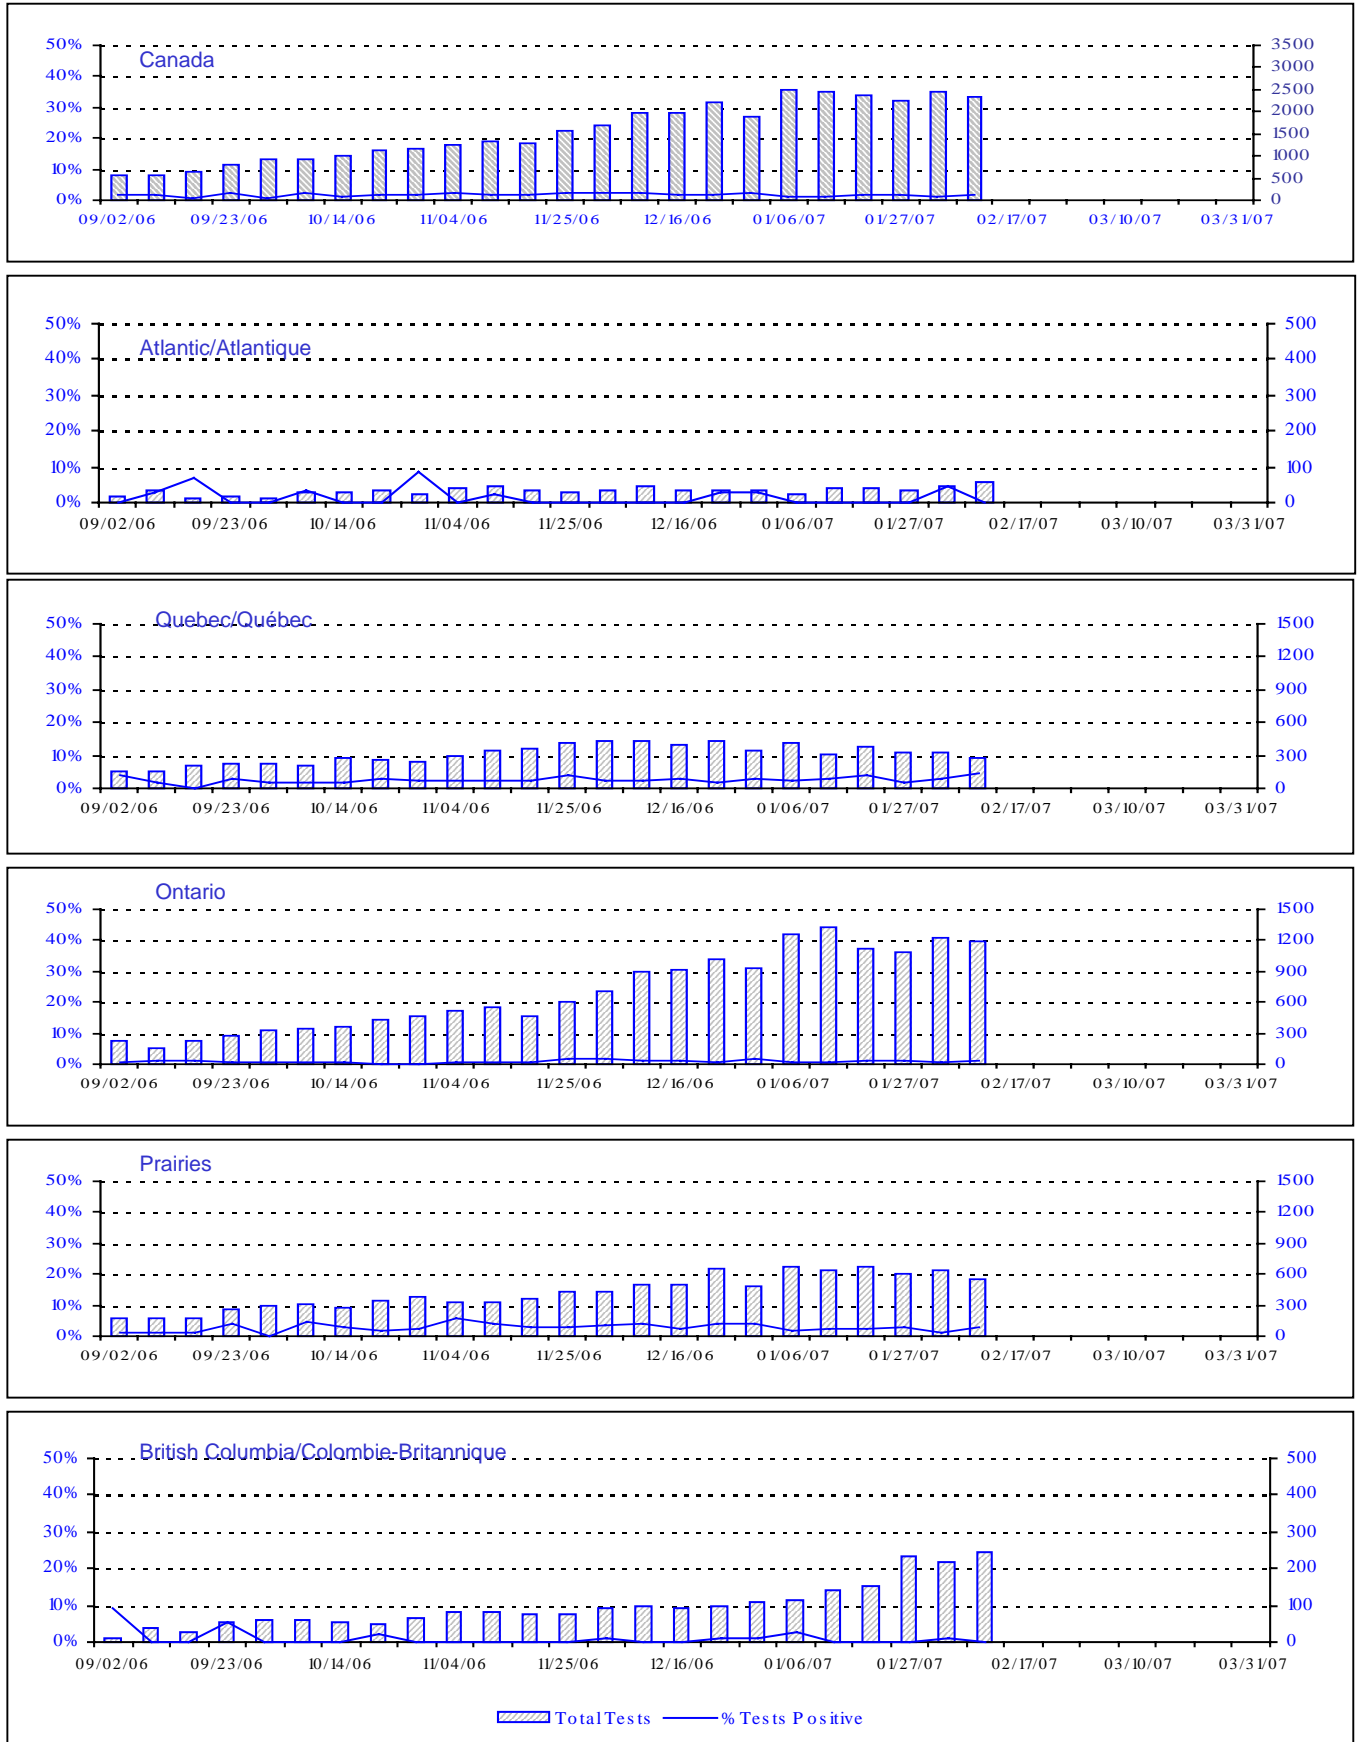 Canada
50% 3500
40% 3000
30% 2500
20% 2000
10% 1500
0% 1000
500
0
09/02/06 09/23/06 10/14/06 11/04/06 11/25/06 12/16/06 01/06/07 01/27/07 02/17/07 03/10/07 03/31/07
Atlantic/Atlantique
50% 500
40% 400
30% 300
20% 200
10% 100
0% 0
09/02/06 09/23/06 10/14/06 11/04/06 11/25/06 12/16/06 01/06/07 01/27/07 02/17/07 03/10/07 03/31/07
Quebec/Québec
50% 1500
40% 1200
30% 900
20% 600
10% 300
0% 0
09/02/06 09/23/06 10/14/06 11/04/06 11/25/06 12/16/06 01/06/07 01/27/07 02/17/07 03/10/07 03/31/07
Ontario
50% 1500
40% 1200
30% 900
20% 600
10% 300
0% 0
09/02/06 09/23/06 10/14/06 11/04/06 11/25/06 12/16/06 01/06/07 01/27/07 02/17/07 03/10/07 03/31/07
Prairies
50% 1500
40% 1200
30% 900
20% 600
10% 300
0% 0
09/02/06 09/23/06 10/14/06 11/04/06 11/25/06 12/16/06 01/06/07 01/27/07 02/17/07 03/10/07 03/31/07
British Columbia/Colombie-Britannique
50% 500
40% 400
30% 300
20% 200
10% 100
0% 0
09/02/06 09/23/06 10/14/06 11/04/06 11/25/06 12/16/06 01/06/07 01/27/07 02/17/07 03/10/07 03/31/07
Total Tests % Tests Positive